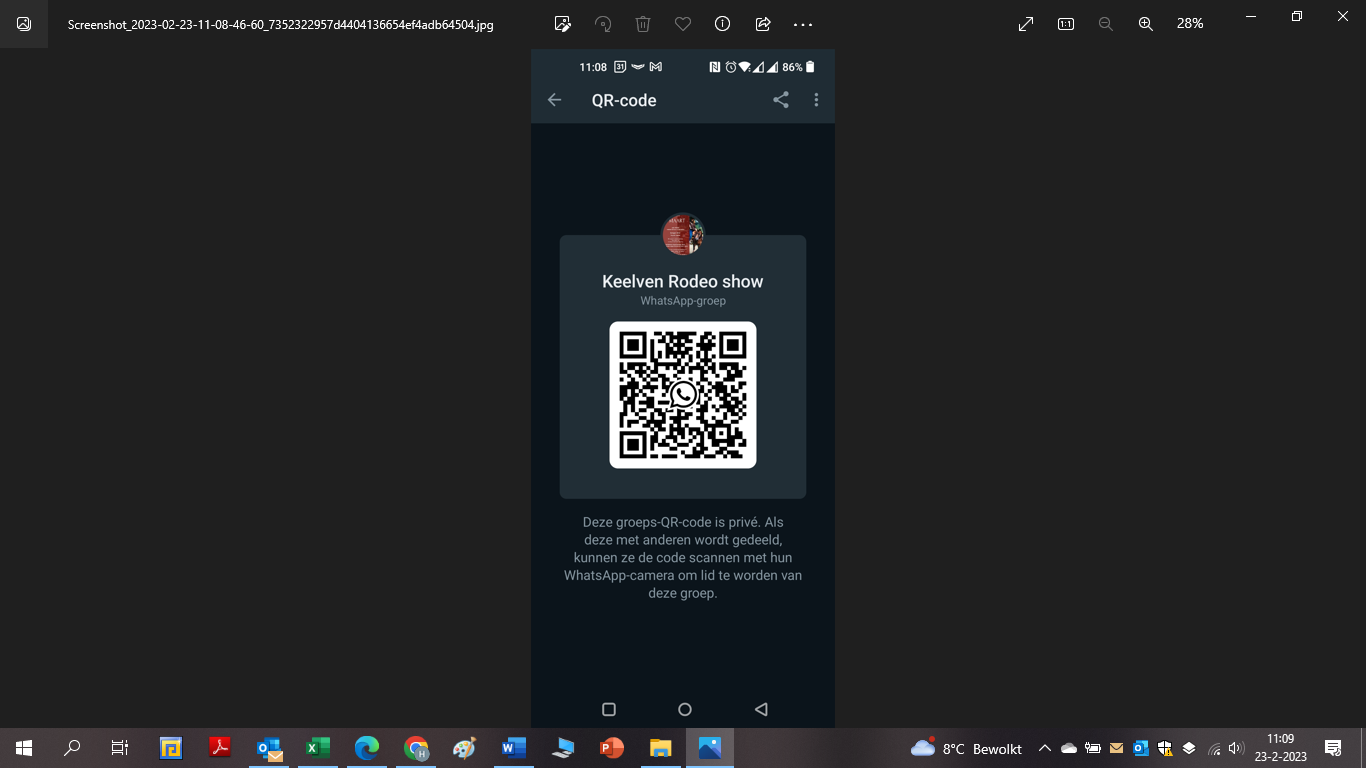 Screenshot_2023-02-23-11-08-46-60_7352322957d4404136654ef4adb64504.jpg
28%
11:08
31
86%
QR-code
MAART
Keelven Rodeo show
WhatsApp-groep
Deze groeps-QR-code is privé. Als
deze met anderen wordt gedeeld,
kunnen ze de code scannen met hun
WhatsApp-camera om lid te worden van
deze groep.
8°C Bewolkt
11:09
23-2-2023